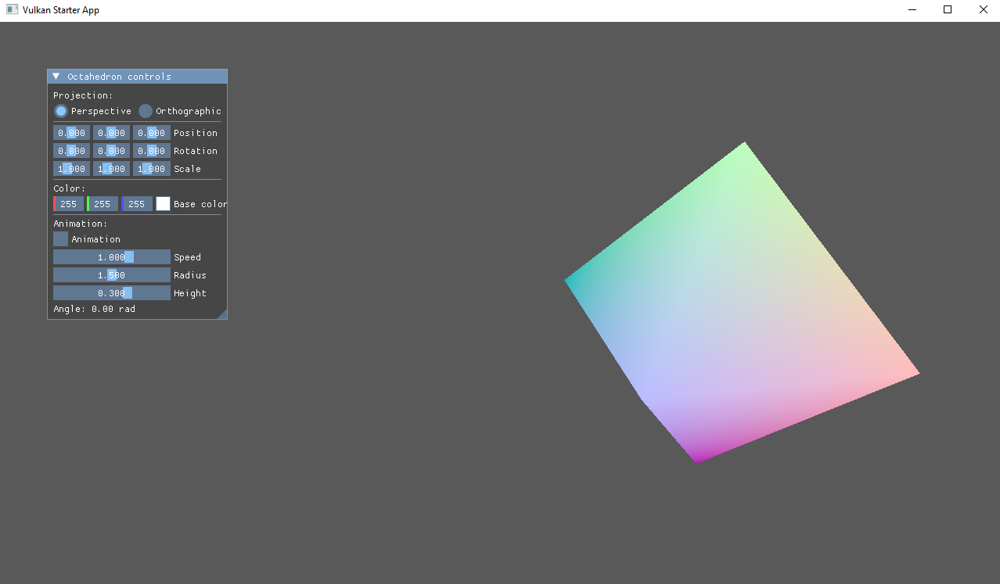 Vulkan Starter App
Octahedron controls
Projection:
Perspective Orthographic
0.000 0.000 0.000 Position
0.000 0.000 0.000 Rotation
1.000 1.000 1.000 Scale
Color:
255 255 255 Base color
Animation:
Animation
1.000 Speed
1.500 Radius
0.300 Height
Angle: 0.00 rad